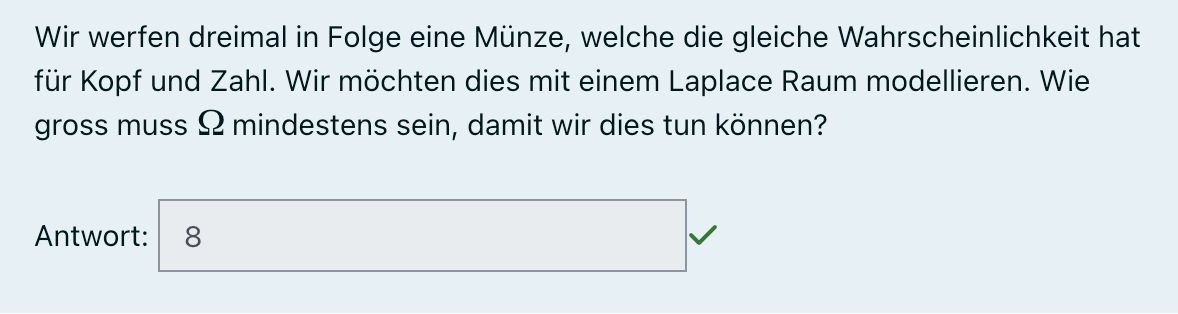 Wir werfen dreimal in Folge eine Münze, welche die gleiche Wahrscheinlichkeit hat
für Kopf und Zahl. Wir möchten dies mit einem Laplace Raum modellieren. Wie
gross muss Ω mindestens sein, damit wir dies tun können?
Antwort: 8